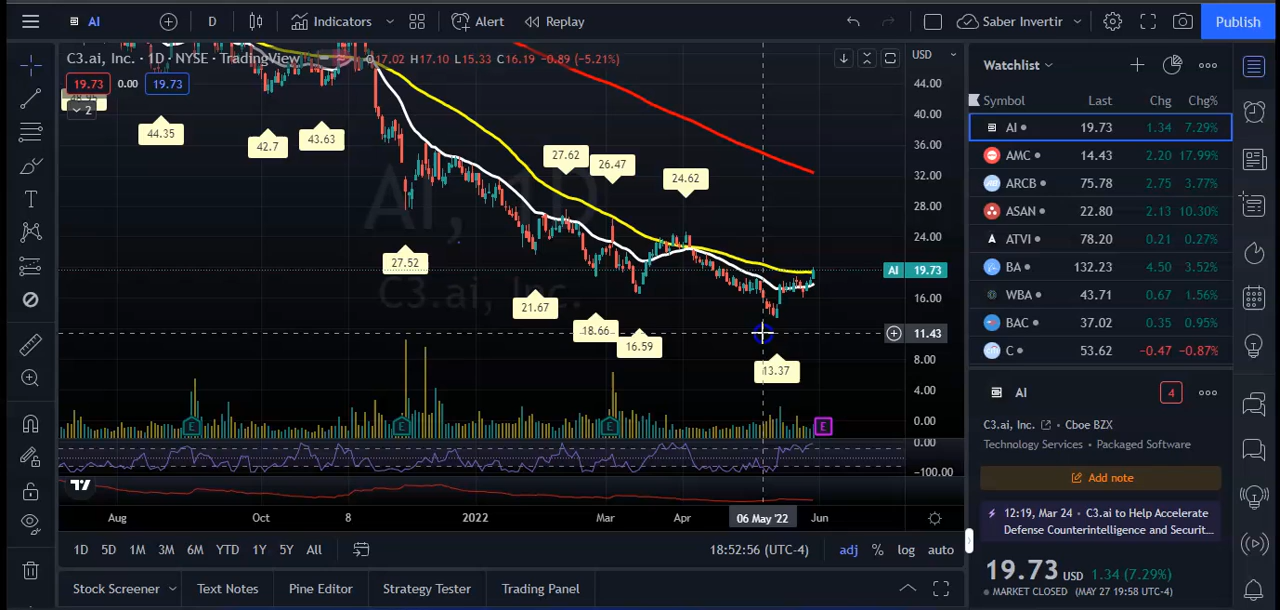 AI
D
Indicators
Alert
Replay
Saber Invertir
Publish
C3.ai, Inc. · 1D · NYSE · TradingView
O17.02 H17.10 L15.33 C16.19 −0.89 (−5.21%)
19.73 0.00 19.73
2
AI, 1D
C3.ai, Inc.
44.35
42.7
43.63
27.52
21.67
27.62
18.66
26.47
16.59
24.62
13.37
USD
44.00
40.00
36.00
32.00
28.00
24.00
AI 19.73
16.00
11.43
8.00
4.00
0.00
0.00
−100.00
E
E
E
E
Aug
Oct
8
2022
Mar
Apr
06 May '22
Jun
1D 5D 1M 3M 6M YTD 1Y 5Y All
18:52:56 (UTC-4)
adj % log auto
Stock Screener Text Notes Pine Editor Strategy Tester Trading Panel
Watchlist
Symbol Last Chg Chg%
AI 19.73 1.34 7.29%
AMC 14.43 2.20 17.99%
ARCB 75.78 2.75 3.77%
ASAN 22.80 2.13 10.30%
ATVI 78.20 0.21 0.27%
BA 132.23 4.50 3.52%
WBA 43.71 0.67 1.56%
BAC 37.02 0.35 0.95%
C 53.62 −0.47 −0.87%
AI
4
C3.ai, Inc. · Cboe BZX
Technology Services · Packaged Software
Add note
12:19, Mar 24 · C3.ai to Help Accelerate
Defense Counterintelligence and Securit...
19.73 USD 1.34 (7.29%)
MARKET CLOSED (MAY 27 19:58 UTC-4)